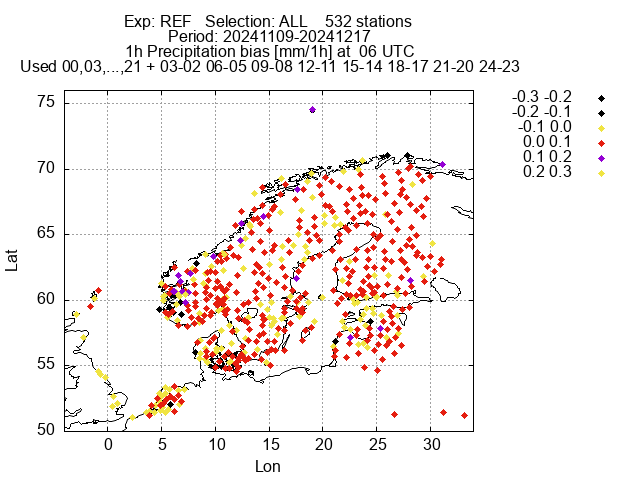 Exp: REF Selection: ALL 532 stations
Period: 20241109-20241217
1h Precipitation bias [mm/1h] at 06 UTC
Used 00,03,...,21 + 03-02 06-05 09-08 12-11 15-14 18-17 21-20 24-23
-0.3 -0.2
-0.2 -0.1
-0.1 0.0
0.0 0.1
0.1 0.2
0.2 0.3
75
70
65
60
55
50
Lat
0 5 10 15 20 25 30
Lon